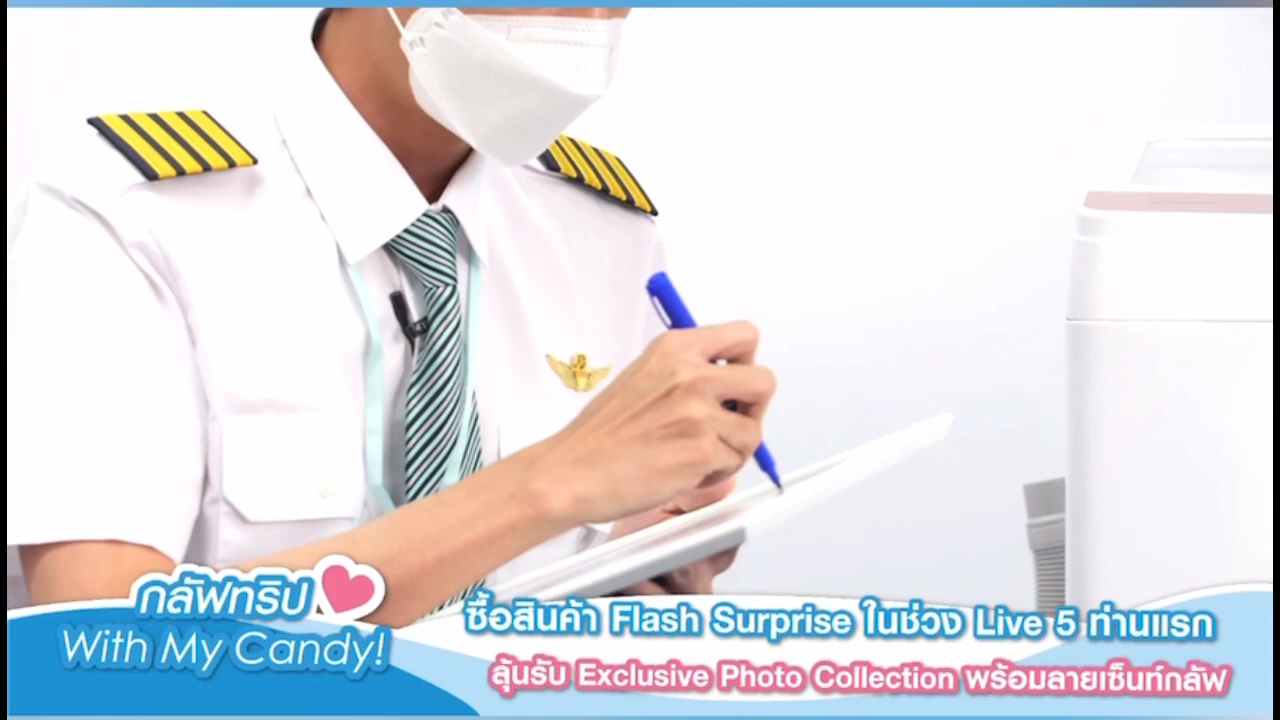 กลัฟทริป
With My Candy!
ซื้อสินค้า Flash Surprise ในช่วง Live 5 ท่านแรก
ลุ้นรับ Exclusive Photo Collection พร้อมลายเซ็นท์กลัฟ